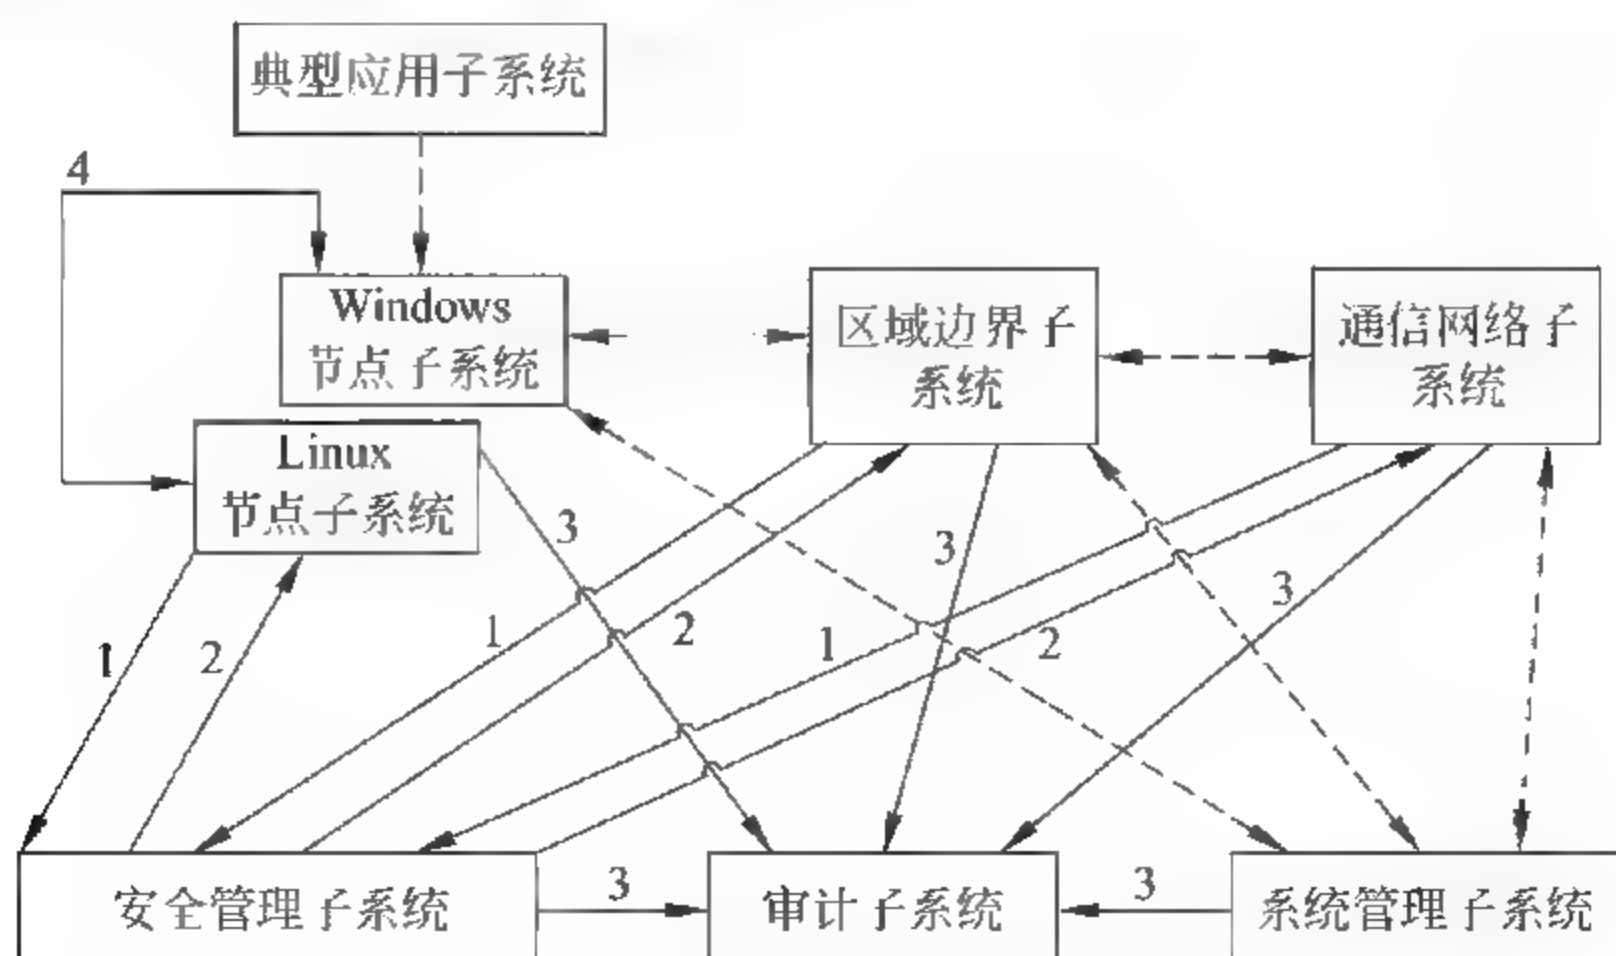 典型应用子系统
4
Windows
节点子系统
区域边界子
系统
通信网络子
系统
Linux
节点子系统
3
3
3
1
2
1
2
1
2
安全管理子系统
3
审计子系统
3
系统管理子系统